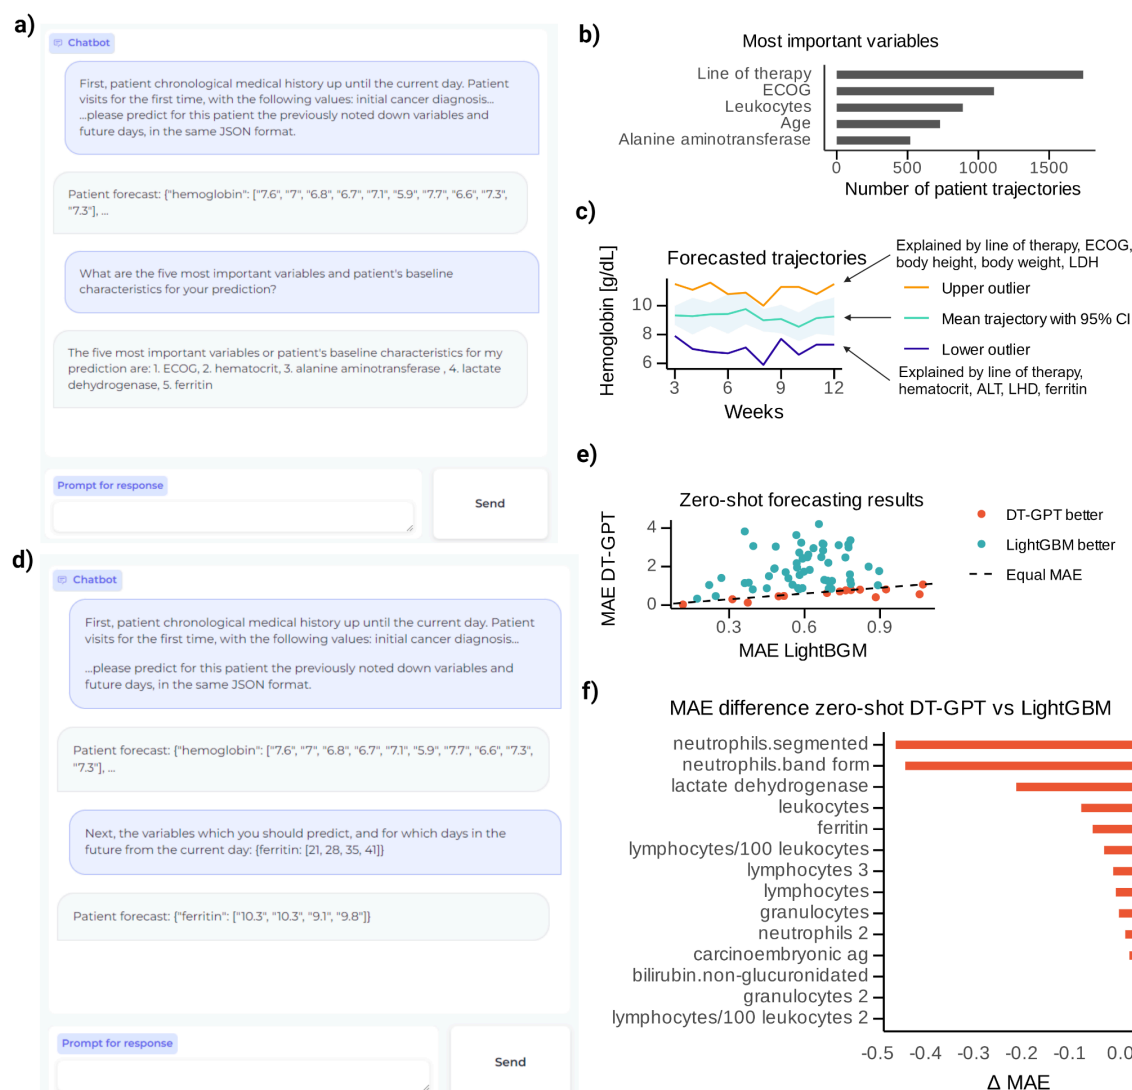 a)
Chatbot
First, patient chronological medical history up until the current day. Patient
visits for the first time, with the following values: initial cancer diagnosis...
...please predict for this patient the previously noted down variables and
future days, in the same JSON format.
Patient forecast: {"hemoglobin": ["7.6", "7", "6.8", "6.7", "7.1", "5.9", "7.7", "6.6", "7.3",
"7.3"], ...
What are the five most important variables and patient's baseline
characteristics for your prediction?
The five most important variables or patient's baseline characteristics for my
prediction are: 1. ECOG, 2. hematocrit, 3. alanine aminotransferase , 4. lactate
dehydrogenase, 5. ferritin
Prompt for response
Send
b)
Most important variables
Line of therapy
ECOG
Leukocytes
Age
Alanine aminotransferase
0 500 1000 1500
Number of patient trajectories
c)
Forecasted trajectories
Hemoglobin [g/dL]
10
8
6
3 6 9 12
Weeks
Explained by line of therapy, ECOG,
body height, body weight, LDH
Upper outlier
Mean trajectory with 95% CI
Lower outlier
Explained by line of therapy,
hematocrit, ALT, LHD, ferritin
d)
Chatbot
First, patient chronological medical history up until the current day. Patient
visits for the first time, with the following values: initial cancer diagnosis...
...please predict for this patient the previously noted down variables and
future days, in the same JSON format.
Patient forecast: {"hemoglobin": ["7.6", "7", "6.8", "6.7", "7.1", "5.9", "7.7", "6.6", "7.3",
"7.3"], ...
Next, the variables which you should predict, and for which days in the
future from the current day: {ferritin: [21, 28, 35, 41]}
Patient forecast: {"ferritin": ["10.3", "10.3", "9.1", "9.8"]}
Prompt for response
Send
e)
Zero-shot forecasting results
MAE DT-GPT
4
2
0
0.3 0.6 0.9
MAE LightBGM
DT-GPT better
LightGBM better
Equal MAE
f)
MAE difference zero-shot DT-GPT vs LightGBM
neutrophils.segmented
neutrophils.band form
lactate dehydrogenase
leukocytes
ferritin
lymphocytes/100 leukocytes
lymphocytes 3
lymphocytes
granulocytes
neutrophils 2
carcinoembryonic ag
bilirubin.non-glucuronidated
granulocytes 2
lymphocytes/100 leukocytes 2
-0.5 -0.4 -0.3 -0.2 -0.1 0.0
Δ MAE